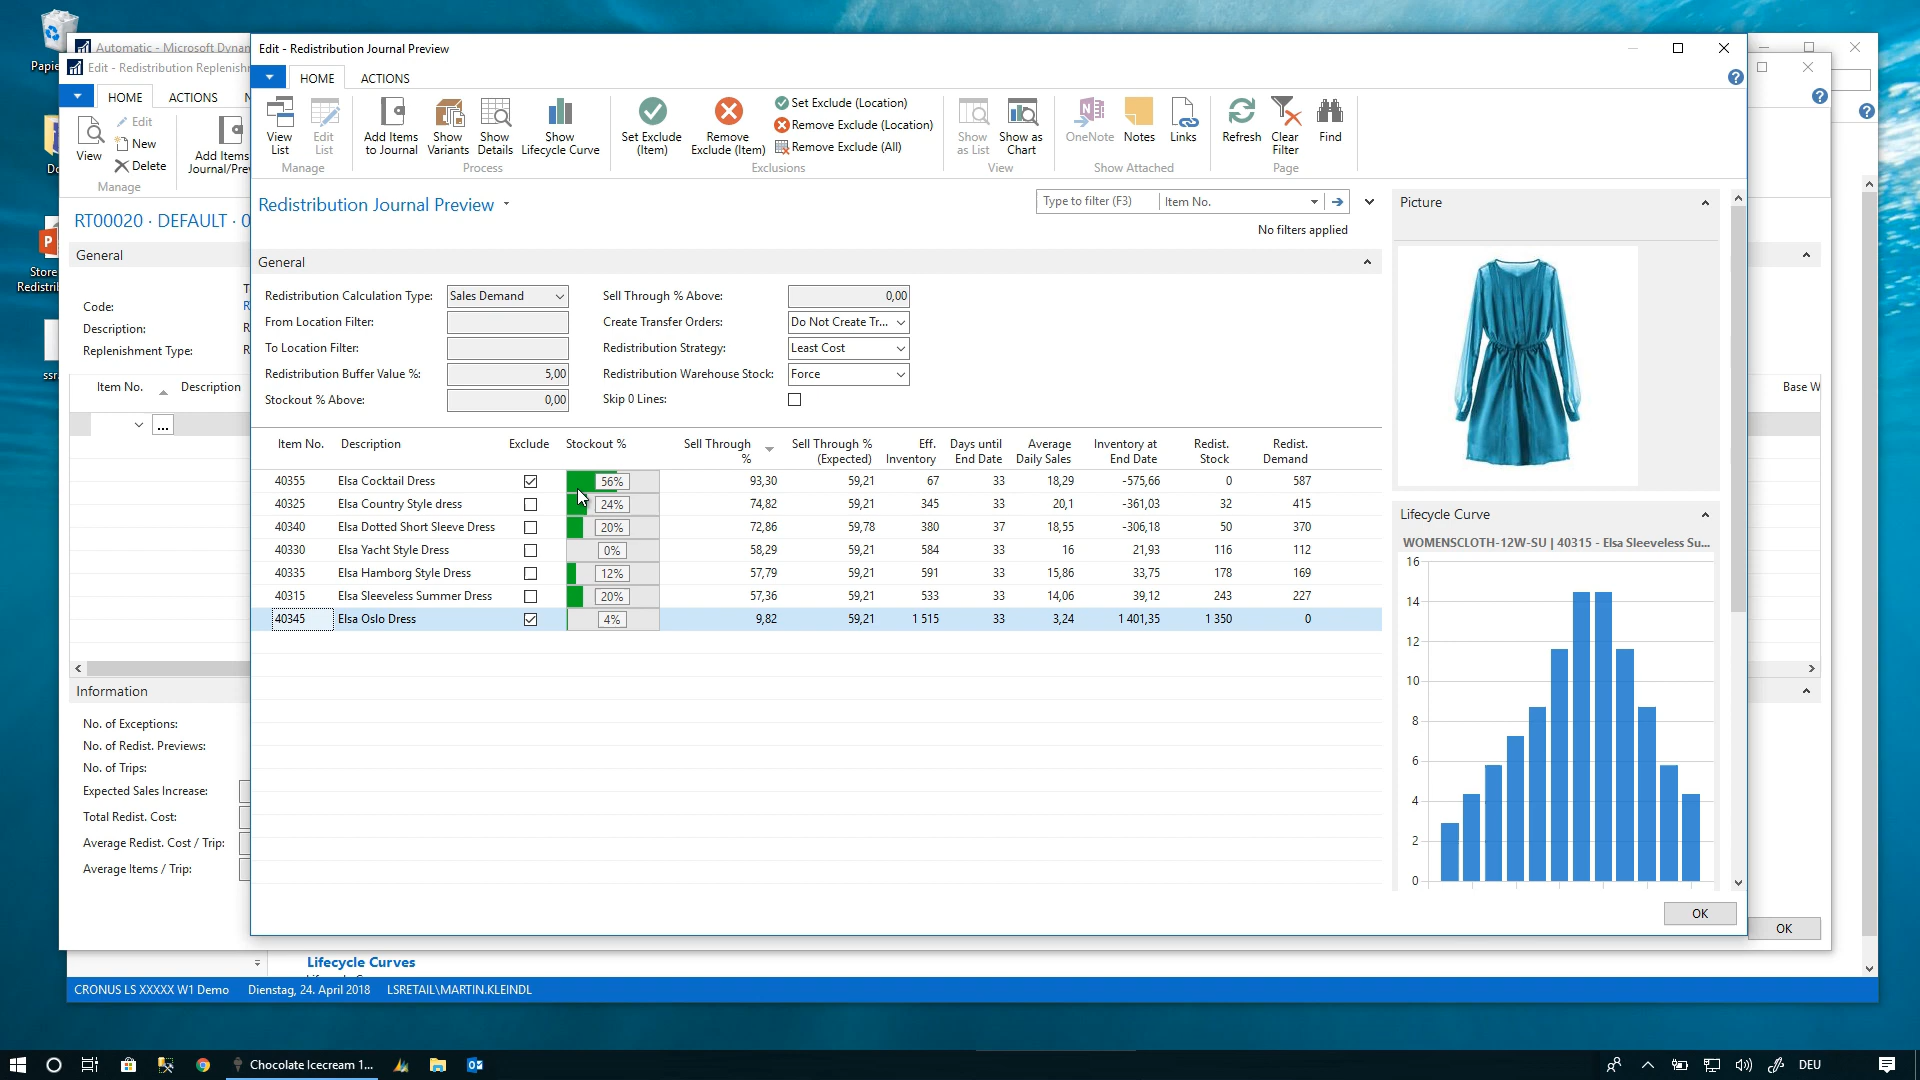 Papie
Automatic - Microsoft Dynan
Edit - Redistribution Replenishr
HOME
ACTIONS
N
View
Edit
New
Delete
Add Items
Journal/Pre
Manage
RT00020 · DEFAULT · 0
General
Code:
Description:
Replenishment Type:
Item No.
Description
Base W
...
Store
Redistrib
ssr.
Information
No. of Exceptions:
No. of Redist. Previews:
No. of Trips:
Expected Sales Increase:
Total Redist. Cost:
Average Redist. Cost / Trip:
Average Items / Trip:
Edit - Redistribution Journal Preview
HOME
ACTIONS
View List
Edit List
Manage
Add Items to Journal
Show Variants
Show Details
Show Lifecycle Curve
Process
Set Exclude (Item)
Remove Exclude (Item)
Set Exclude (Location)
Remove Exclude (Location)
Remove Exclude (All)
Exclusions
Show as List
Show as Chart
View
OneNote
Notes
Links
Show Attached
Refresh
Clear Filter
Find
Page
Redistribution Journal Preview
Type to filter (F3)
Item No.
No filters applied
General
Redistribution Calculation Type: Sales Demand
From Location Filter:
To Location Filter:
Redistribution Buffer Value %: 5,00
Stockout % Above: 0,00
Sell Through % Above: 0,00
Create Transfer Orders: Do Not Create Tr...
Redistribution Strategy: Least Cost
Redistribution Warehouse Stock: Force
Skip 0 Lines:
Item No. Description Exclude Stockout % Sell Through % Sell Through % (Expected) Eff. Inventory Days until End Date Average Daily Sales Inventory at End Date Redist. Stock Redist. Demand
40355 Elsa Cocktail Dress 56% 93,30 59,21 67 33 18,29 -575,66 0 587
40325 Elsa Country Style dress 24% 74,82 59,21 345 33 20,1 -361,03 32 415
40340 Elsa Dotted Short Sleeve Dress 20% 72,86 59,78 380 37 18,55 -306,18 50 370
40330 Elsa Yacht Style Dress 0% 58,29 59,21 584 33 16 21,93 116 112
40335 Elsa Hamborg Style Dress 12% 57,79 59,21 591 33 15,86 33,75 178 169
40315 Elsa Sleeveless Summer Dress 20% 57,36 59,21 533 33 14,06 39,12 243 227
40345 Elsa Oslo Dress 4% 9,82 59,21 1 515 33 3,24 1 401,35 1 350 0
Picture
Lifecycle Curve
WOMENSCLOTH-12W-SU | 40315 - Elsa Sleeveless Su...
16
14
12
10
8
6
4
2
0
OK
OK
Lifecycle Curves
CRONUS LS XXXXX W1 Demo Dienstag, 24. April 2018 LSRETAIL\MARTIN.KLEINDL
Chocolate Icecream 1...
DEU